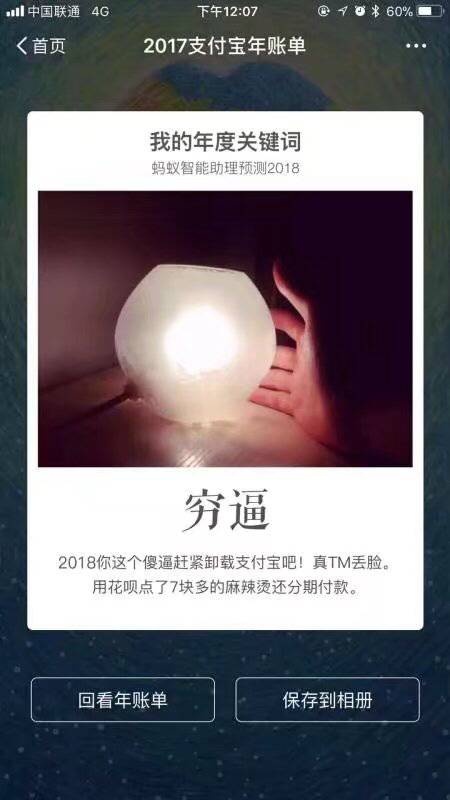 中国联通 4G 下午12:07 60%
首页 2017支付宝年账单
我的年度关键词
蚂蚁智能助理预测2018
穷逼
2018你这个傻逼赶紧卸载支付宝吧！真TM丢脸。
用花呗点了7块多的麻辣烫还分期付款。
回看年账单 保存到相册